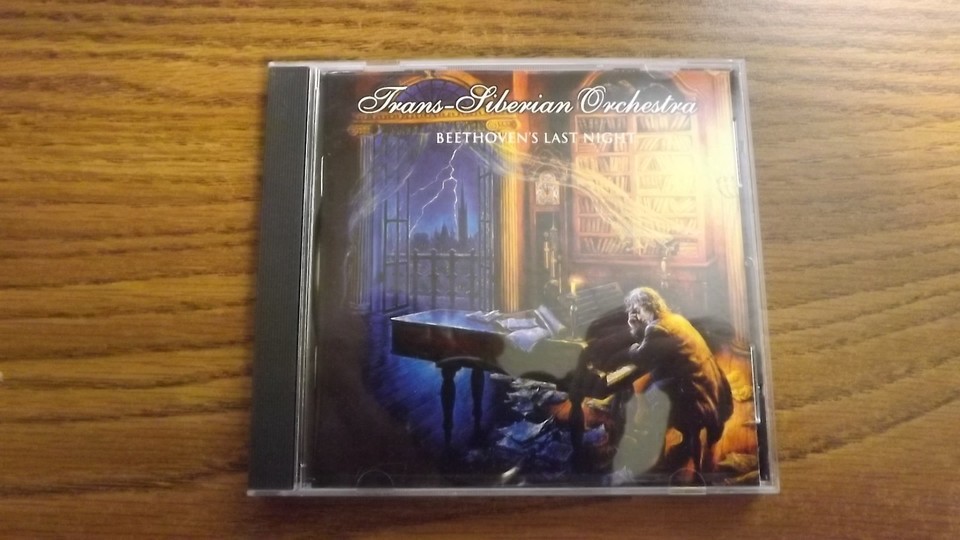 Trans-Siberian Orchestra
BEETHOVEN'S LAST NIGHT